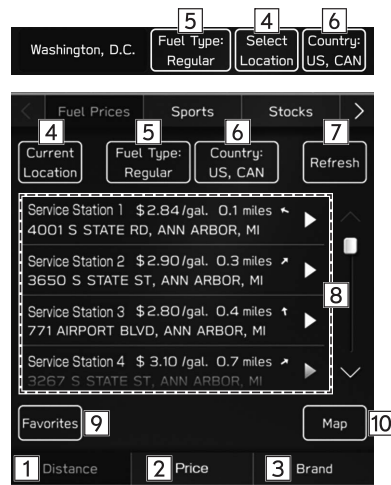 5 4 6
Washington, D.C. Fuel Type: Select Country:
Regular Location US, CAN
< Fuel Prices Sports Stocks >
4 5 6 7
Current Fuel Type: Country: Refresh
Location Regular US, CAN
Service Station 1 $2.84/gal. 0.1 miles
4001 S STATE RD, ANN ARBOR, MI
Service Station 2 $2.90/gal. 0.3 miles
3650 S STATE ST, ANN ARBOR, MI
8
Service Station 3 $2.80/gal. 0.4 miles
771 AIRPORT BLVD, ANN ARBOR, MI
Service Station 4 $3.10/gal. 0.7 miles
3267 S STATE ST, ANN ARBOR, MI
Favorites 9 Map 10
1 Distance 2 Price 3 Brand